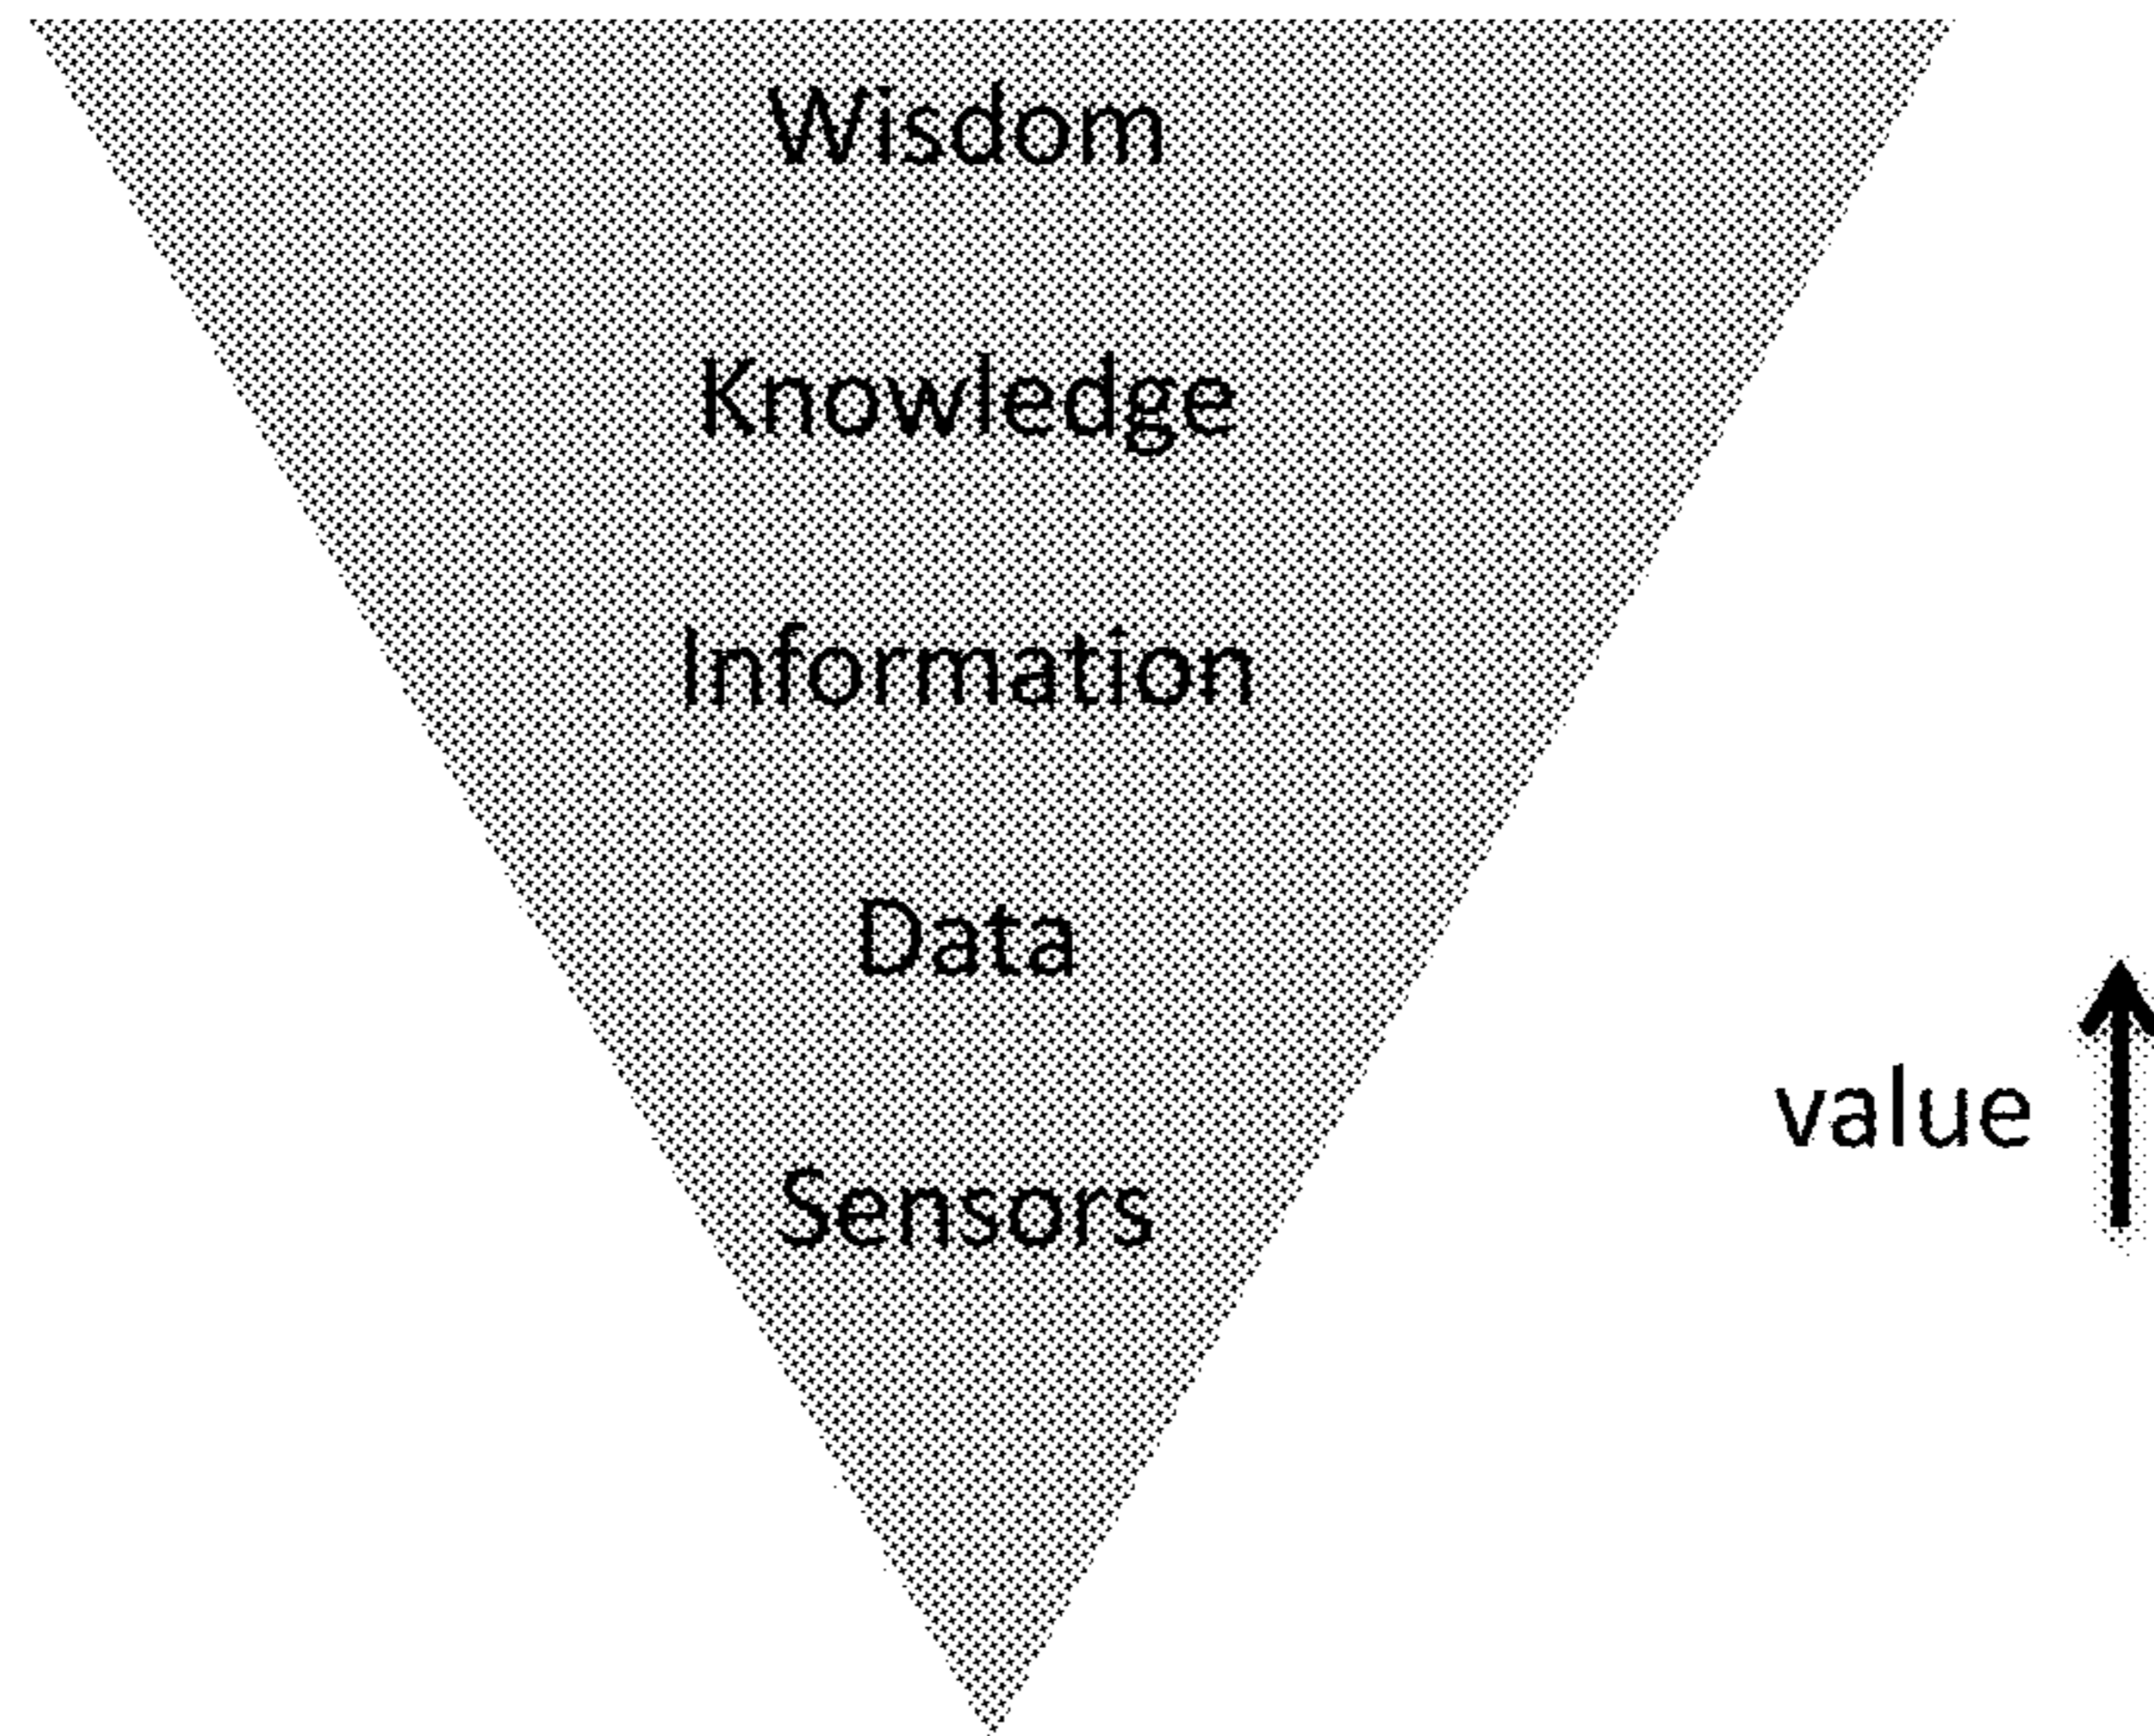 Wisdom
Knowledge
Information
Data
Sensors
value